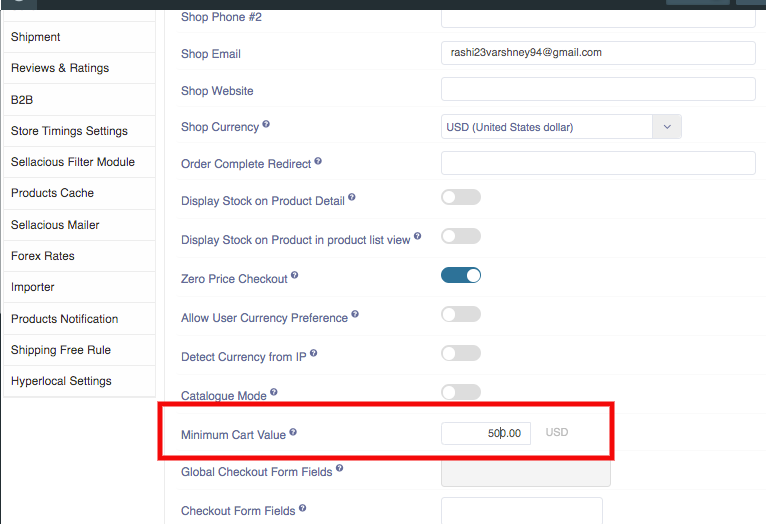 Shipment
Reviews & Ratings
B2B
Store Timings Settings
Sellacious Filter Module
Products Cache
Sellacious Mailer
Forex Rates
Importer
Products Notification
Shipping Free Rule
Hyperlocal Settings
Shop Phone #2
Shop Email ? rashi23varshney94@gmail.com
Shop Website
Shop Currency ? USD (United States dollar)
Order Complete Redirect ?
Display Stock on Product Detail ?
Display Stock on Product in product list view ?
Zero Price Checkout ?
Allow User Currency Preference ?
Detect Currency from IP ?
Catalogue Mode ?
Minimum Cart Value ? 500.00 USD
Global Checkout Form Fields ?
Checkout Form Fields ?